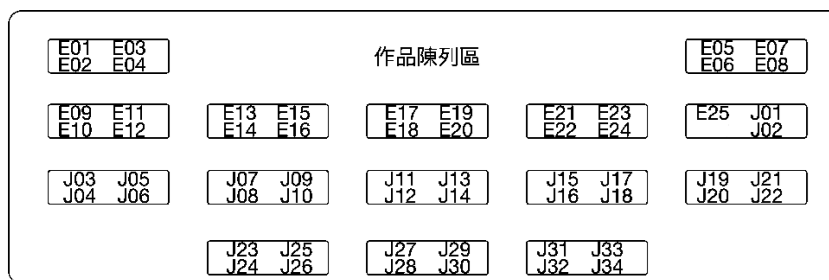 E01 E03 作品陳列區 E05 E07
E02 E04 E06 E08
E09 E11 E13 E15 E17 E19 E21 E23 E25 J01
E10 E12 E14 E16 E18 E20 E22 E24 J02
J03 J05 J07 J09 J11 J13 J15 J17 J19 J21
J04 J06 J08 J10 J12 J14 J16 J18 J20 J22
J23 J25 J27 J29 J31 J33
J24 J26 J28 J30 J32 J34